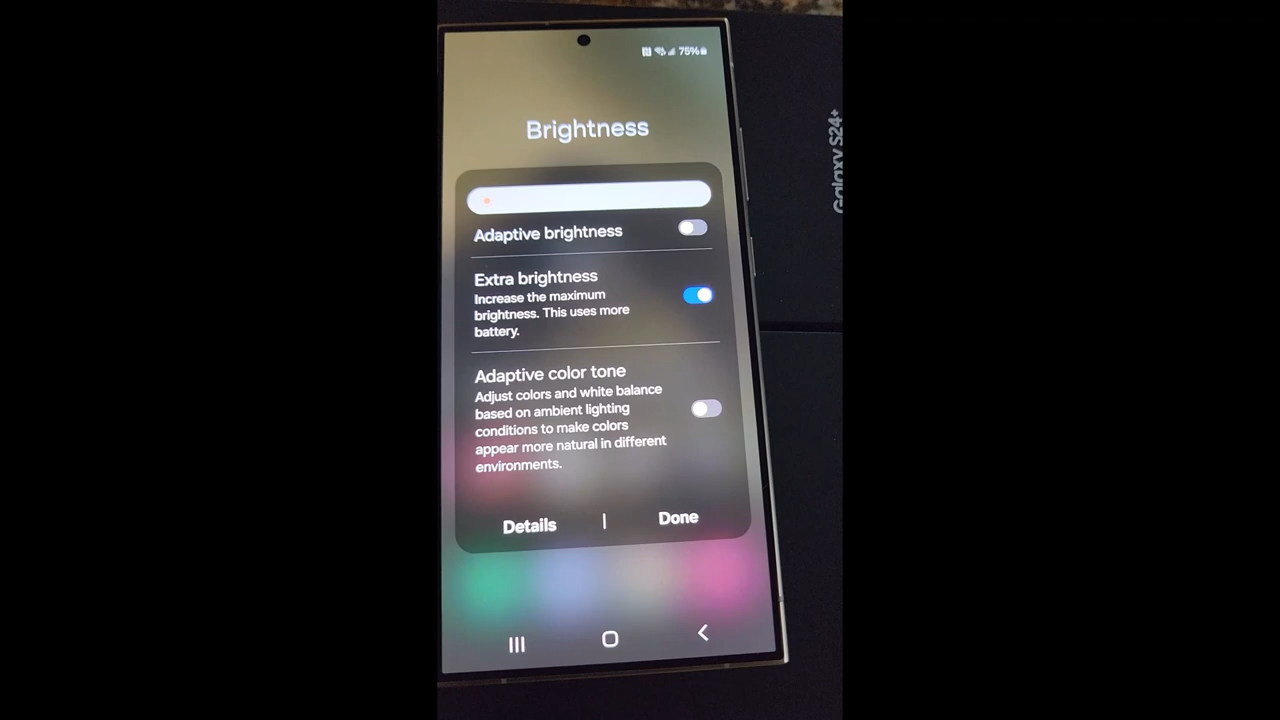 75%
Brightness
Adaptive brightness
Extra brightness
Increase the maximum
brightness. This uses more
battery.
Adaptive color tone
Adjust colors and white balance
based on ambient lighting
conditions to make colors
appear more natural in different
environments.
Details
Done
Galaxy S24+